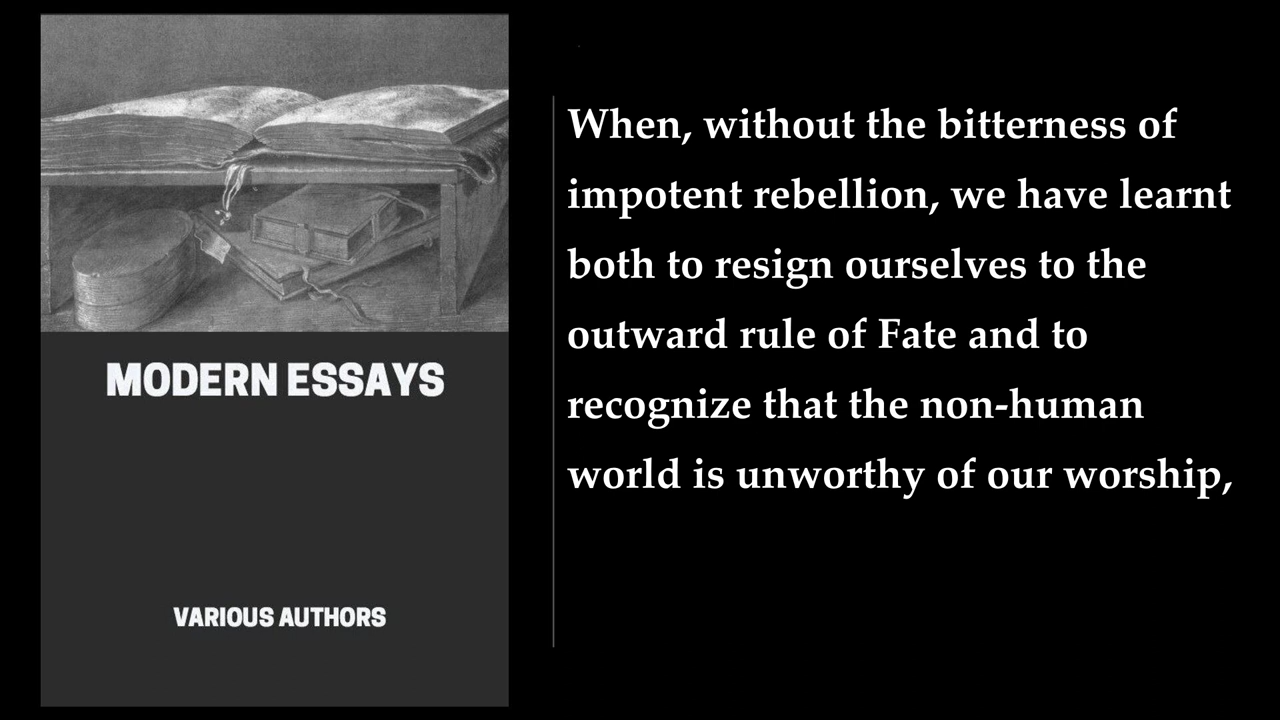 MODERN ESSAYS
VARIOUS AUTHORS
When, without the bitterness of
impotent rebellion, we have learnt
both to resign ourselves to the
outward rule of Fate and to
recognize that the non-human
world is unworthy of our worship,